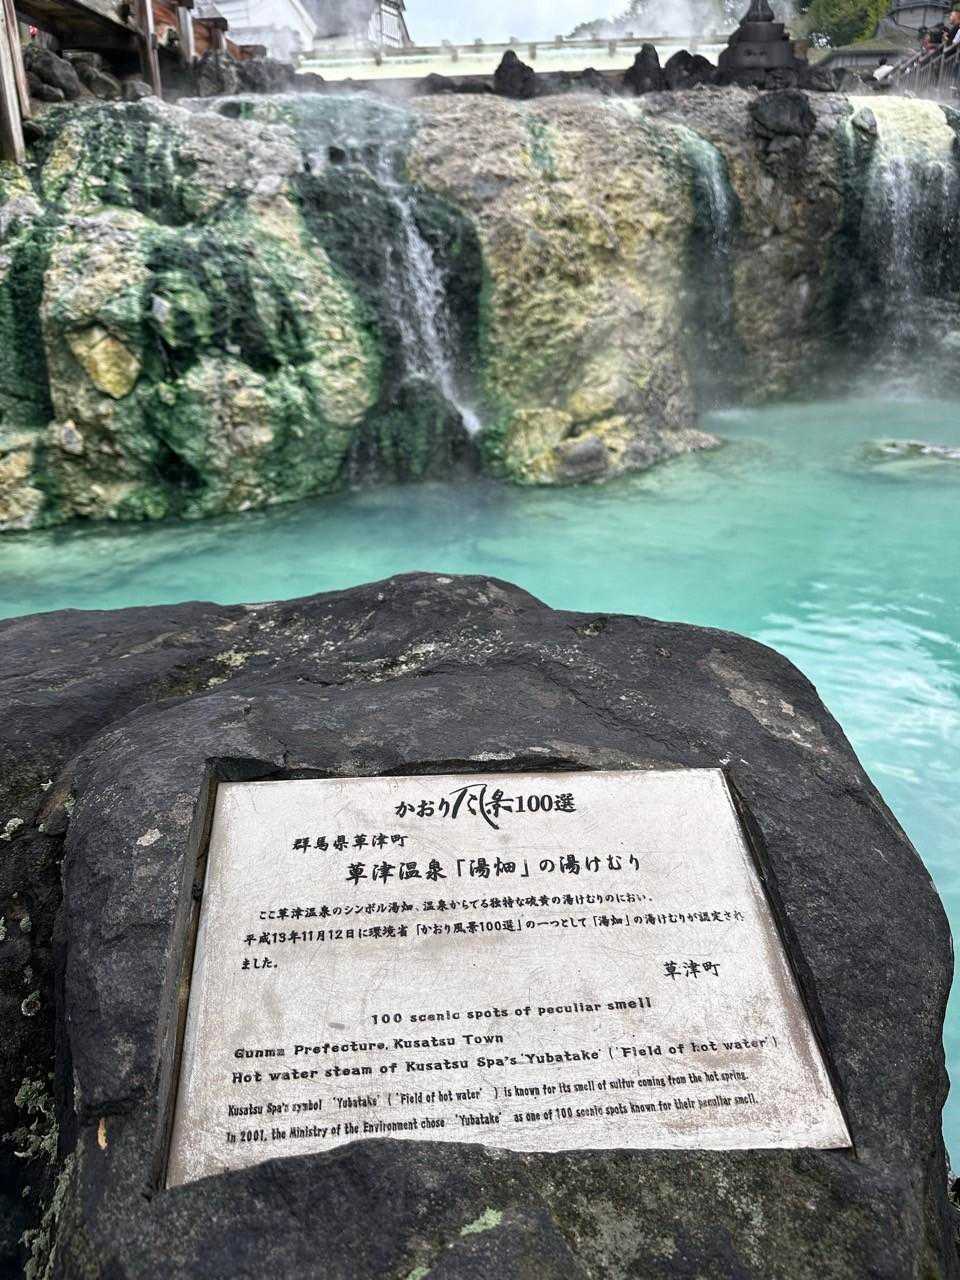 かおり風景100選
群馬県草津町
草津温泉「湯畑」の湯けむり
ここ草津温泉のシンボル湯畑、温泉からでる独特な硫黄の湯けむりのにおい。
平成13年11月12日に環境省「かおり風景100選」の一つとして「湯畑」の湯けむりが認定され
ました。
草津町
100 scenic spots of peculiar smell
Gunma Prefecture, Kusatsu Town
Hot water steam of Kusatsu Spa's 'Yubatake' ('Field of hot water')
Kusatsu Spa's symbol 'Yubatake' ('Field of hot water') is known for its smell of sulfur coming from the hot spring.
In 2001, the Ministry of the Environment chose 'Yubatake' as one of 100 scenic spots known for their peculiar smell.